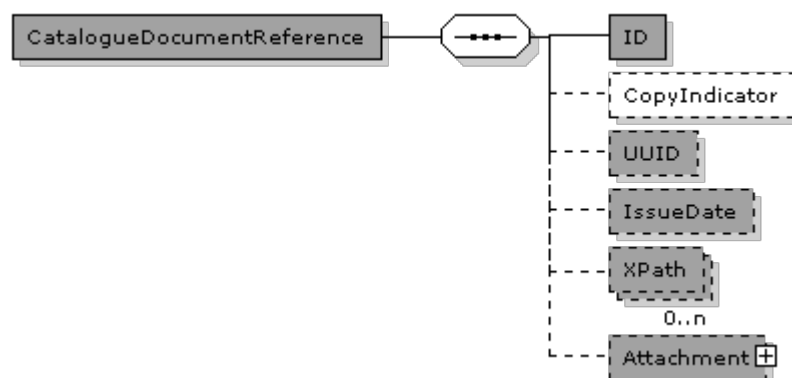 CatalogueDocumentReference
ID
CopyIndicator
UUID
IssueDate
XPath
0..n
Attachment